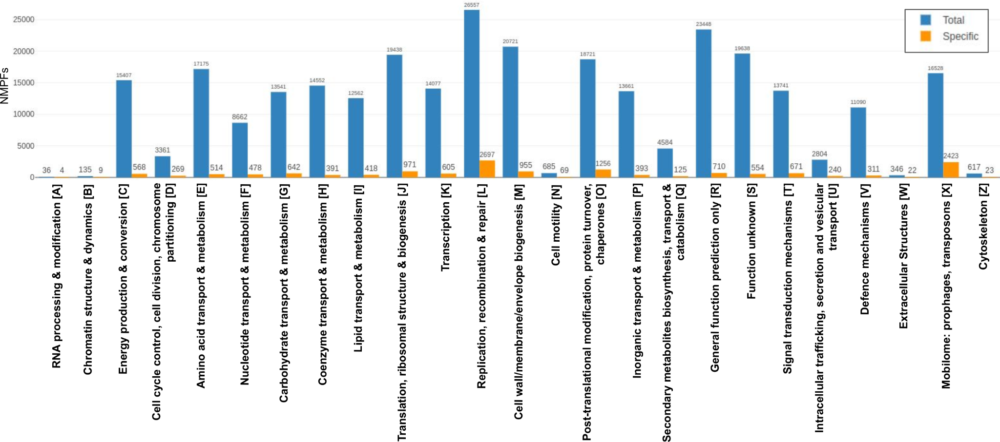 NMPFs
25000
20000
15000
10000
5000
0
Total
Specific
36 4
135 9
15407 568
3361 269
17175 514
8662 478
13541 642
14552 391
12562 418
19438 971
14077 605
26557 2697
20721 955
685 69
18721 1256
13661 393
4584 125
23448 710
19638 554
13741 671
2804 240
11090 311
346 22
16528 2423
617 23
RNA processing & modification [A]
Chromatin structure & dynamics [B]
Energy production & conversion [C]
Cell cycle control, cell division, chromosome
partitioning [D]
Amino acid transport & metabolism [E]
Nucleotide transport & metabolism [F]
Carbohydrate transport & metabolism [G]
Coenzyme transport & metabolism [H]
Lipid transport & metabolism [I]
Translation, ribosomal structure & biogenesis [J]
Transcription [K]
Replication, recombination & repair [L]
Cell wall/membrane/envelope biogenesis [M]
Cell motility [N]
Post-translational modification, protein turnover,
chaperones [O]
Inorganic transport & metabolism [P]
Secondary metabolites biosynthesis, transport &
catabolism [Q]
General function prediction only [R]
Function unknown [S]
Signal transduction mechanisms [T]
Intracellular trafficking, secretion and vesicular
transport [U]
Defence mechanisms [V]
Extracellular Structures [W]
Mobilome: prophages, transposons [X]
Cytoskeleton [Z]